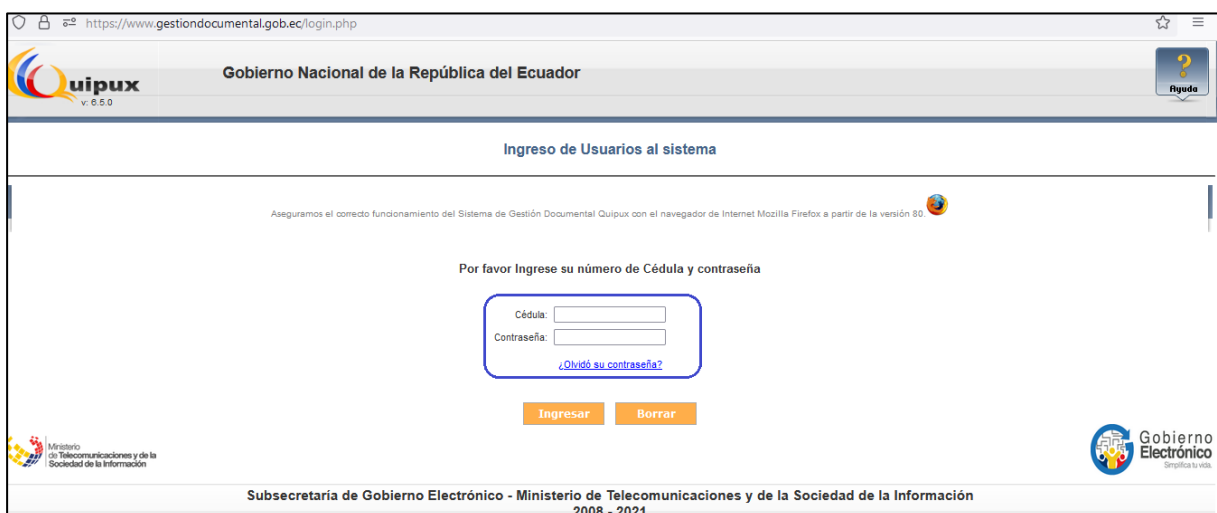 https://www.gestiondocumental.gob.ec/login.php
Quipux
v: 6.5.0
Gobierno Nacional de la República del Ecuador
?
Ayuda
Ingreso de Usuarios al sistema
Aseguramos el correcto funcionamiento del Sistema de Gestión Documental Quipux con el navegador de Internet Mozilla Firefox a partir de la versión 80.
Por favor Ingrese su número de Cédula y contraseña
Cédula:
Contraseña:
¿Olvidó su contraseña?
Ingresar Borrar
Ministerio
de Telecomunicaciones y de la
Sociedad de la Información
Gobierno
Electrónico
Simplifica tu vida.
Subsecretaría de Gobierno Electrónico - Ministerio de Telecomunicaciones y de la Sociedad de la Información
2008 - 2021